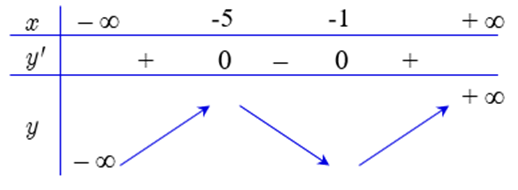 x − ∞ -5 -1 + ∞
y′ + 0 − 0 +
+ ∞
y
− ∞